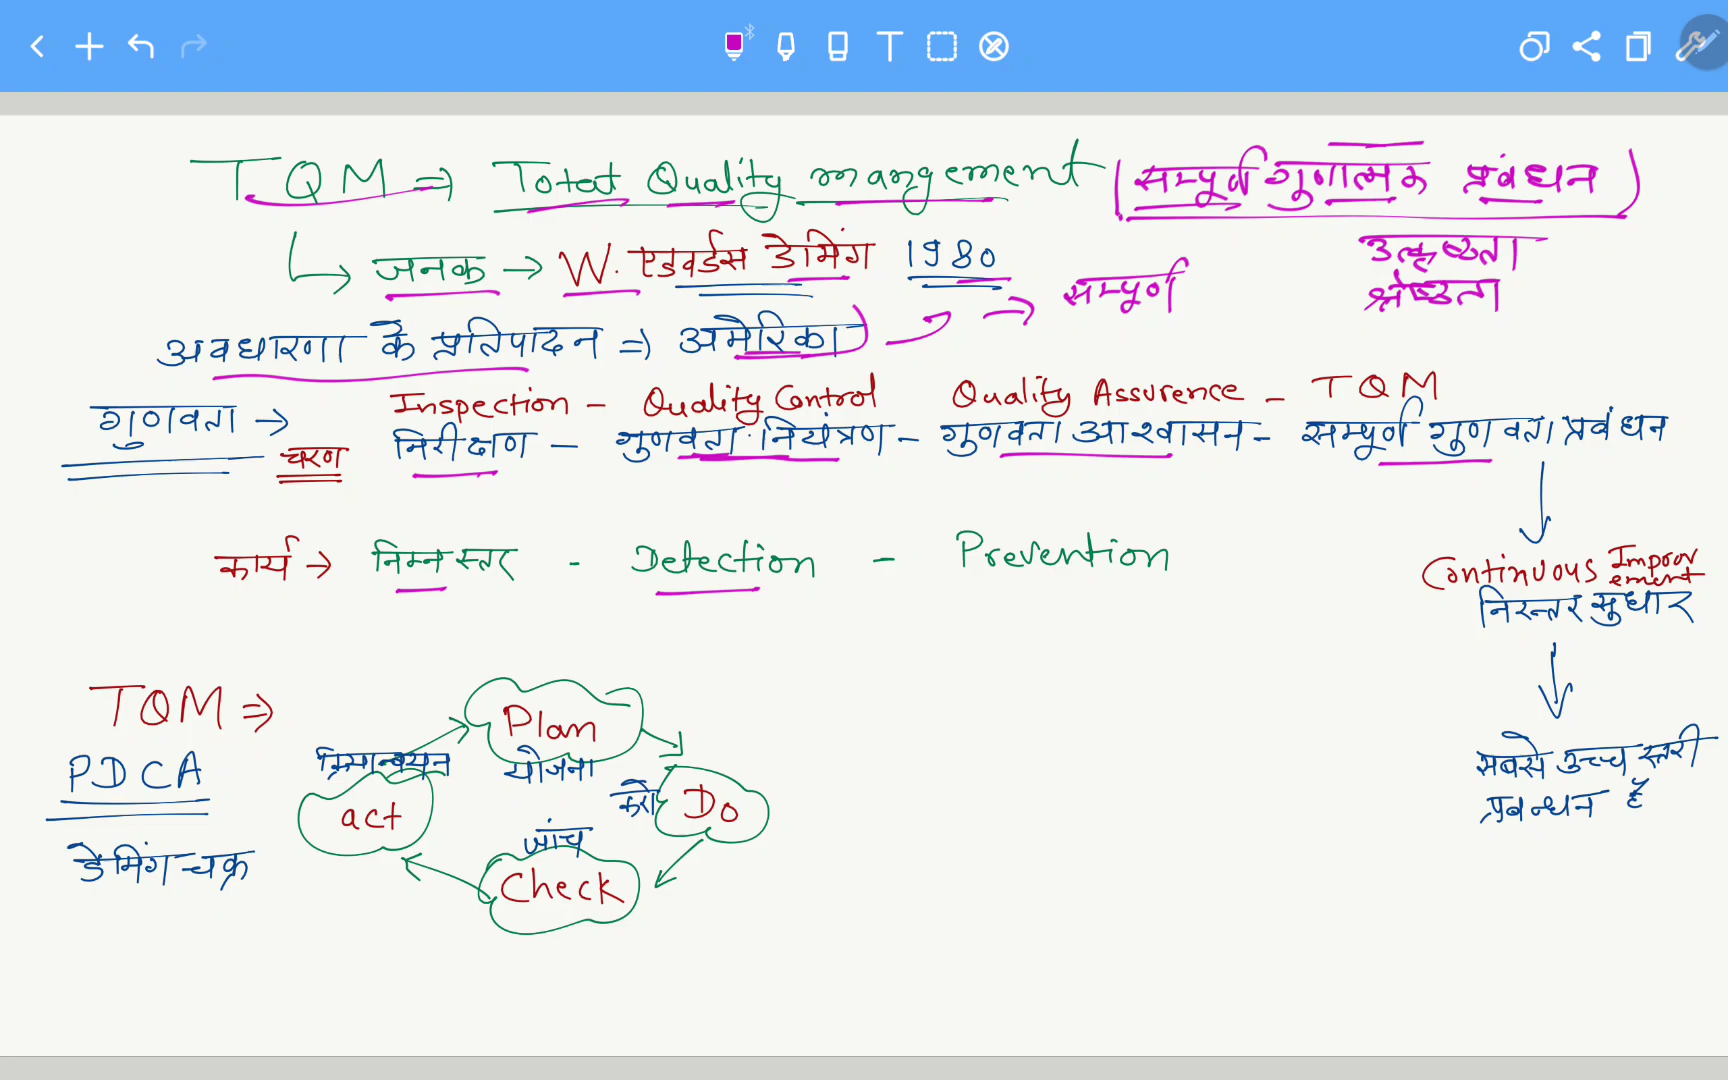 TQM ⇒ Total Quality mangement (सम्पूर्ण गुणात्मक प्रबंधन)
उत्कृष्टता
श्रेष्ठता
जनक → W. एडवर्डस डेमिंग 1980
सम्पूर्ण
अवधारणा के प्रतिपादन ⇒ अमेरिका)
गुणवता → चरण
Inspection - Quality Control Quality Assurence - TQM
निरीक्षण - गुणवता नियंत्रण - गुणवता आश्वासन - सम्पूर्ण गुणवता प्रबंधन
कार्य → निम्न स्तर - Detection - Prevention
Continuous Improvement
निरन्तर सुधार
सबसे उच्च स्तरी
प्रबन्धन है
TQM ⇒
PDCA
डेमिंग चक्र
Plan
योजना
करो Do
जांच
Check
act